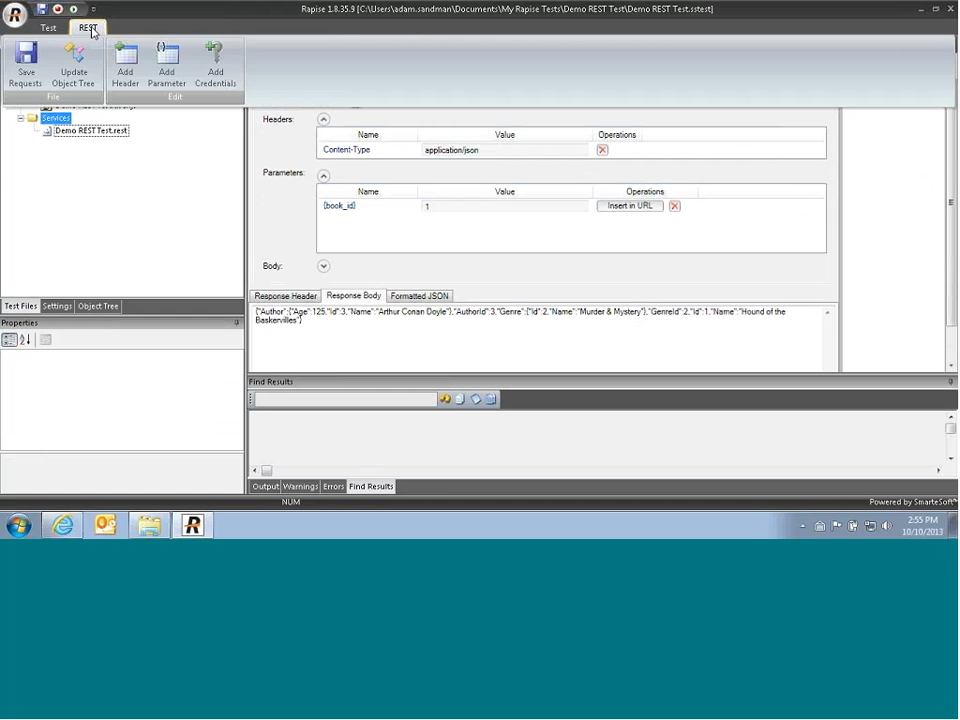 Rapise 1.8.35.9 [C:\Users\adam.sandman\Documents\My Rapise Tests\Demo REST Test\Demo REST Test.sstest]
Test REST
Save Requests
Update Object Tree
Add Header
Add Parameter
Add Credentials
File Edit
Services
Demo REST Test.rest
Headers:
Name Value Operations
Content-Type application/json
Parameters:
Name Value Operations
{book_id} 1 Insert in URL
Body:
Response Header Response Body Formatted JSON
{"Author":{"Age":125,"Id":3,"Name":"Arthur Conan Doyle"},"AuthorId":3,"Genre":{"Id":2,"Name":"Murder & Mystery"},"GenreId":2,"Id":1,"Name":"Hound of the
Baskervilles"}
Test Files Settings Object Tree
Properties
Find Results
Output Warnings Errors Find Results
NUM Powered by SmarteSoft™
2:55 PM
10/10/2013